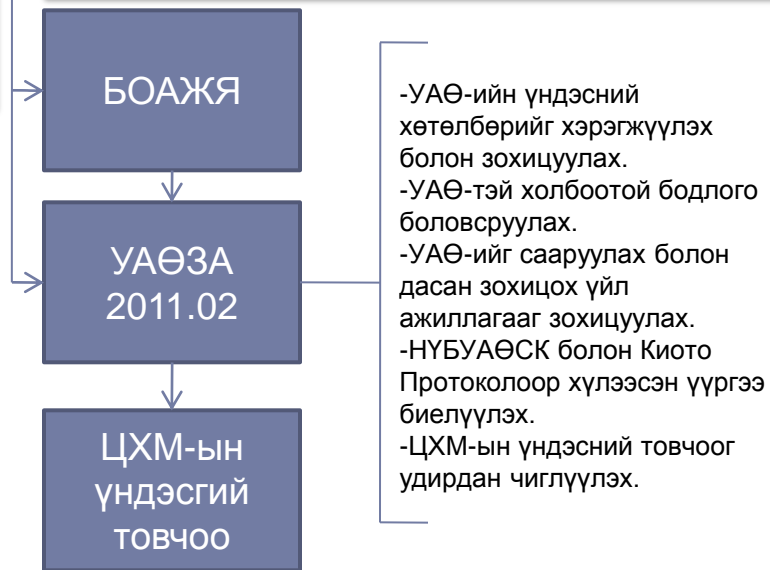 БОАЖЯ
УАӨЗА
2011.02
ЦХМ-ын
үндэсгий
товчоо
-УАӨ-ийн үндэсний
хөтөлбөрийг хэрэгжүүлэх
болон зохицуулах.
-УАӨ-тэй холбоотой бодлого
боловсруулах.
-УАӨ-ийг сааруулах болон
дасан зохицох үйл
ажиллагааг зохицуулах.
-НҮБУАӨСК болон Киото
Протоколоор хүлээсэн үүргээ
биелүүлэх.
-ЦХМ-ын үндэсний товчоог
удирдан чиглүүлэх.